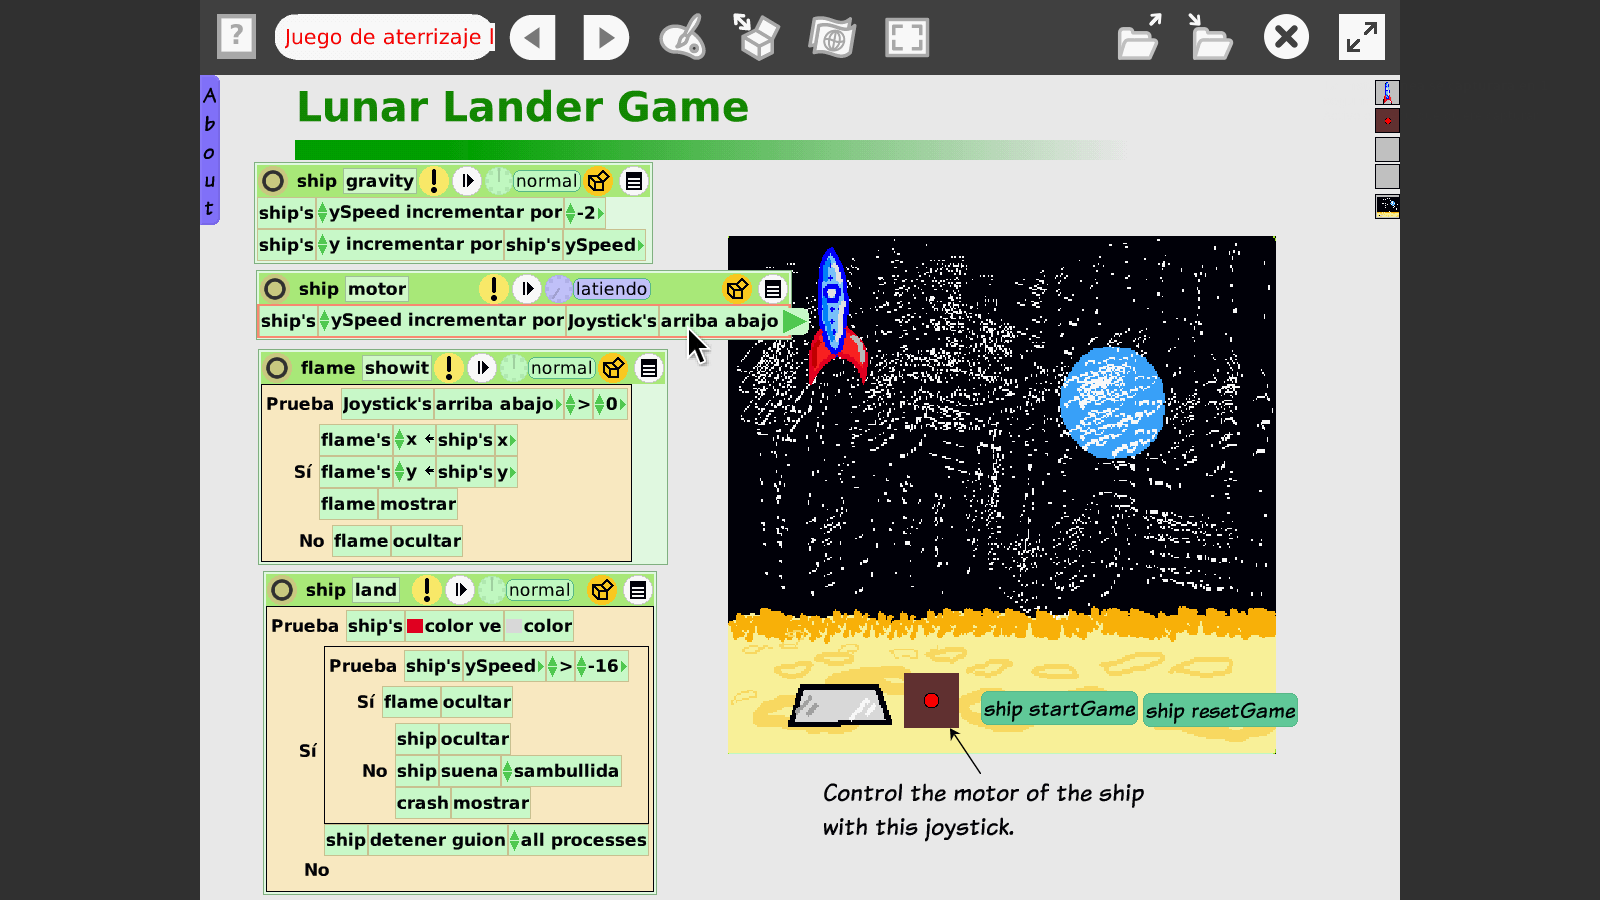 ?
Juego de aterrizaje l
About
Lunar Lander Game
ship gravity ! normal
ship's ySpeed incrementar por -2
ship's y incrementar por ship's ySpeed
ship motor ! latiendo
ship's ySpeed incrementar por Joystick's arriba abajo
flame showit ! normal
Prueba Joystick's arriba abajo > 0
flame's x ← ship's x
Sí flame's y ← ship's y
flame mostrar
No flame ocultar
ship land ! normal
Prueba ship's color ve color
Prueba ship's ySpeed > -16
Sí flame ocultar
ship ocultar
Sí
No ship suena sambullida
crash mostrar
ship detener guion all processes
No
ship startGame
ship resetGame
Control the motor of the ship
with this joystick.